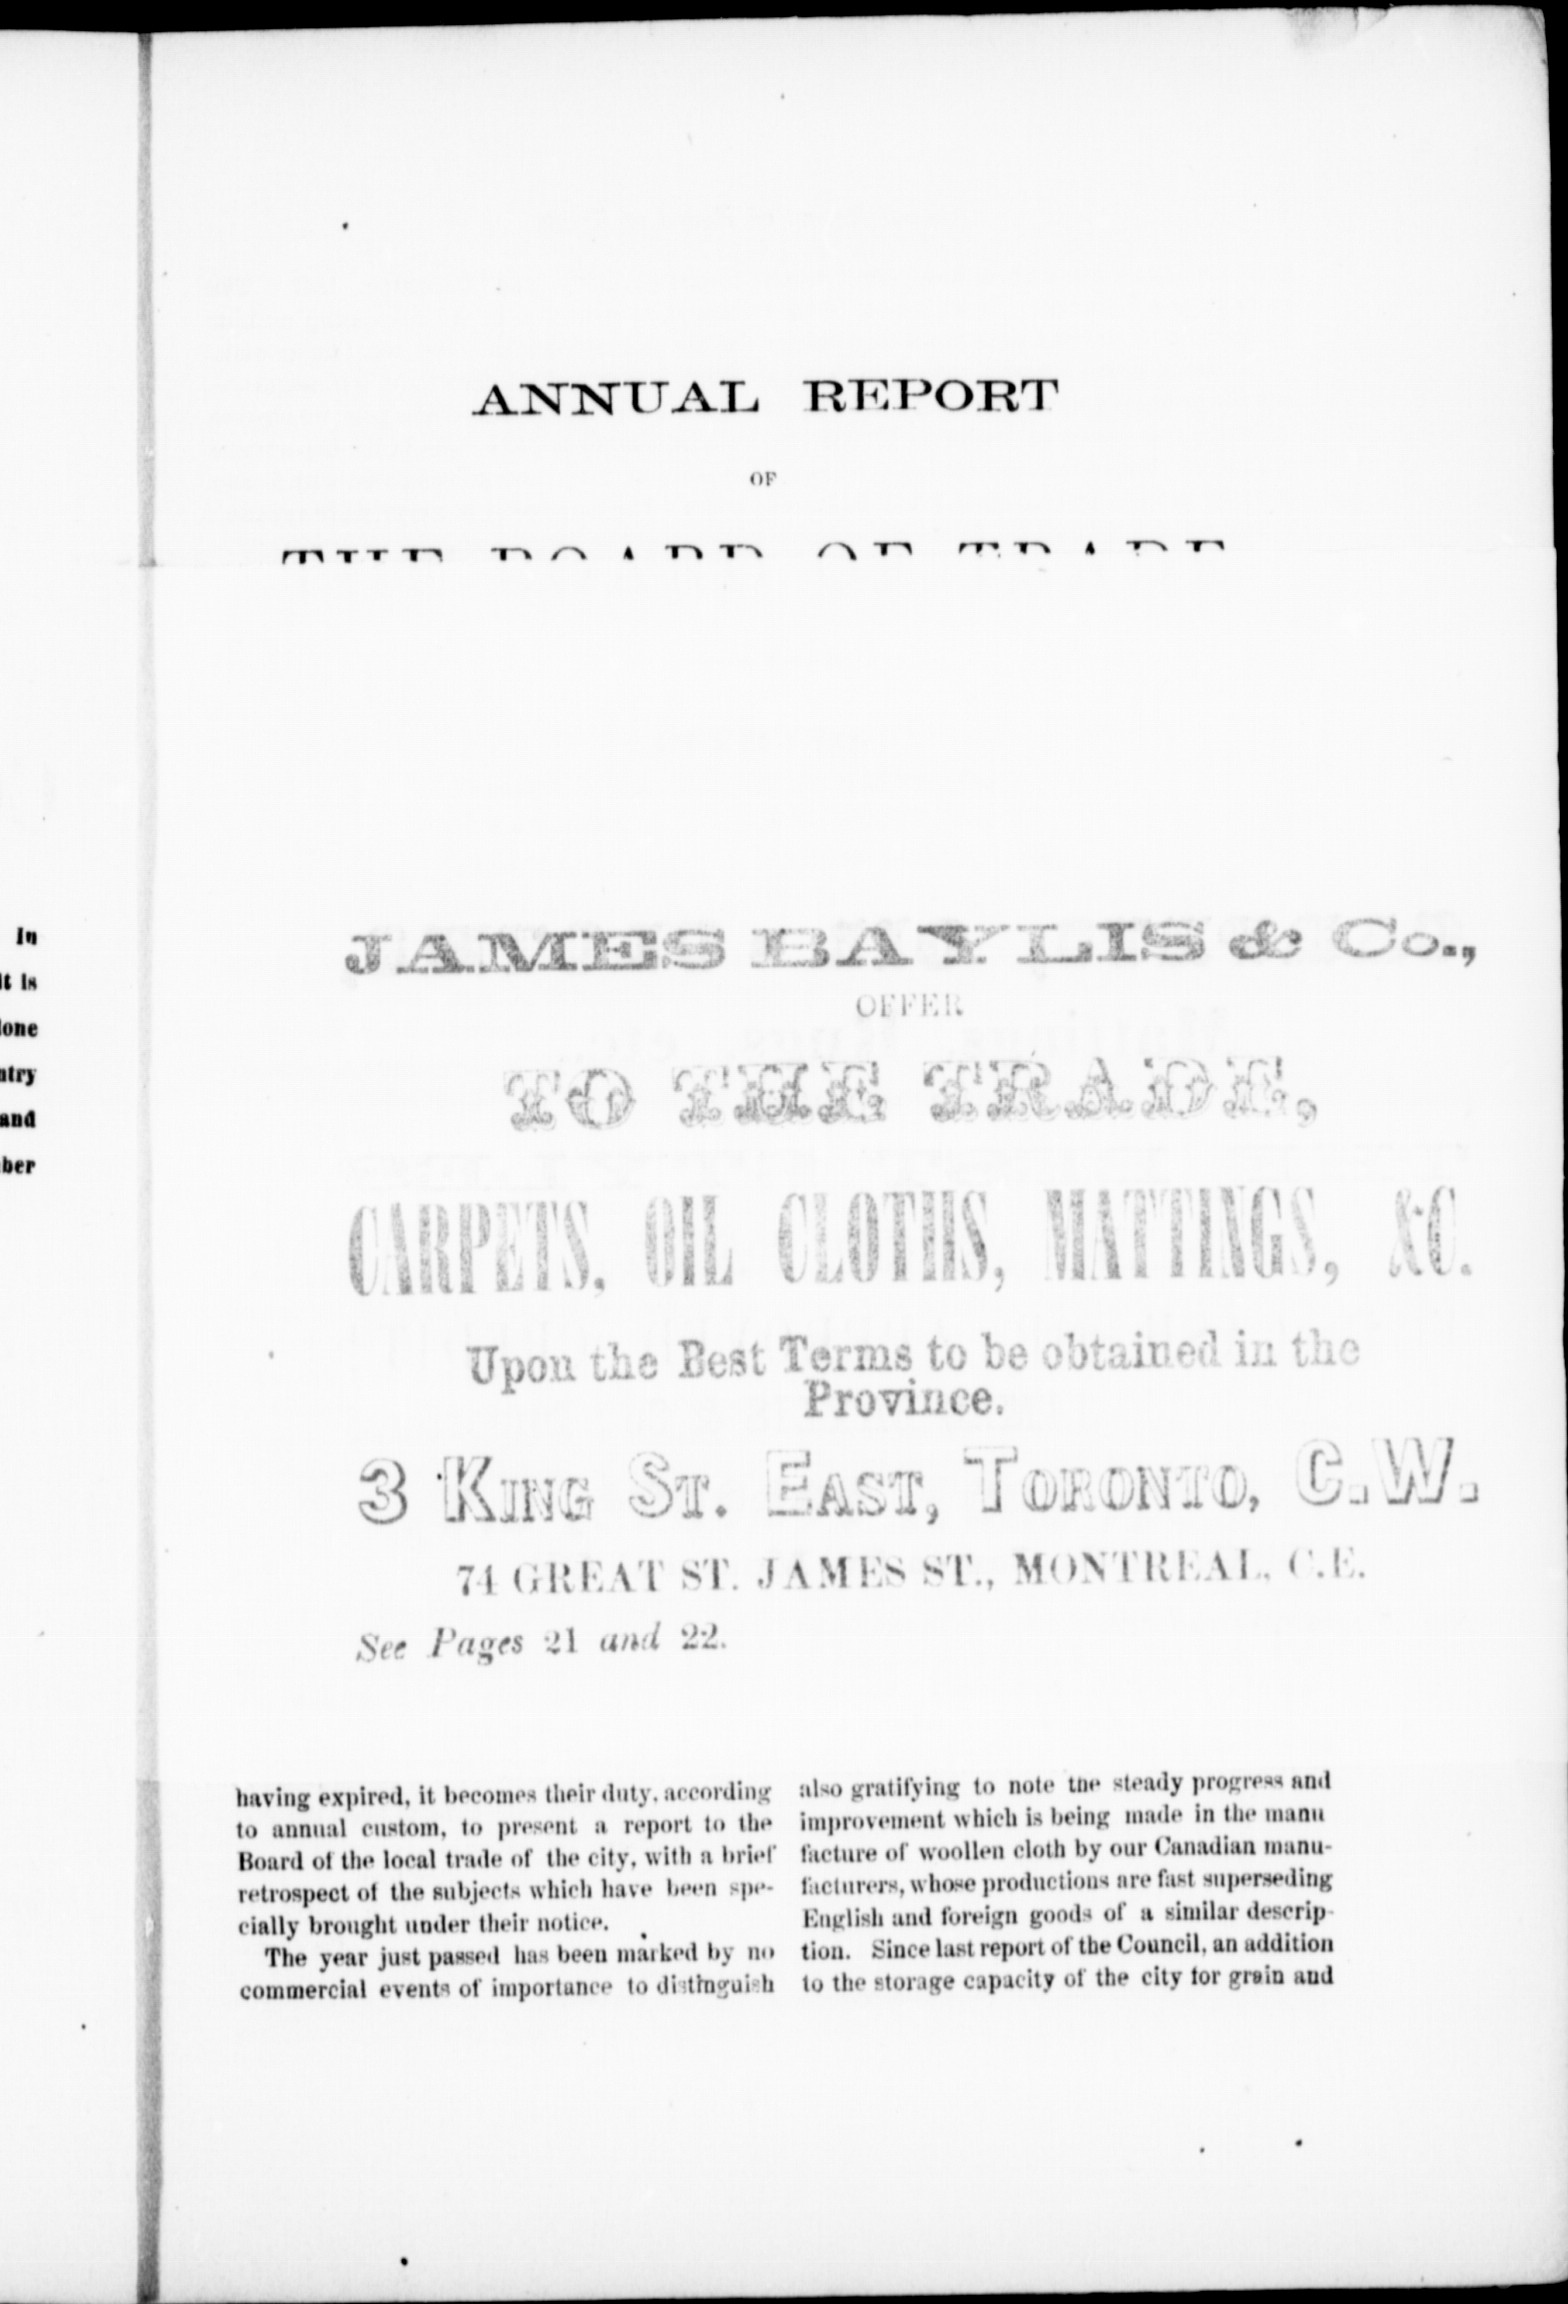 In
it is
lone
ntry
and
ber
ANNUAL REPORT
OF
THE BOARD OF TRADE
JAMES BAYLIS & Co.,
OFFER
TO THE TRADE,
CARPETS, OIL CLOTHS, MATTINGS, &C.
Upon the Best Terms to be obtained in the
Province.
3 KING ST. EAST, TORONTO, C.W.
74 GREAT ST. JAMES ST., MONTREAL, C.E.
See Pages 21 and 22.
having expired, it becomes their duty, according
to annual custom, to present a report to the
Board of the local trade of the city, with a brief
retrospect of the subjects which have been spe-
cially brought under their notice.
The year just passed has been marked by no
commercial events of importance to distinguish
also gratifying to note the steady progress and
improvement which is being made in the manu
facture of woollen cloth by our Canadian manu-
facturers, whose productions are fast superseding
English and foreign goods of a similar descrip-
tion. Since last report of the Council, an addition
to the storage capacity of the city for grain and